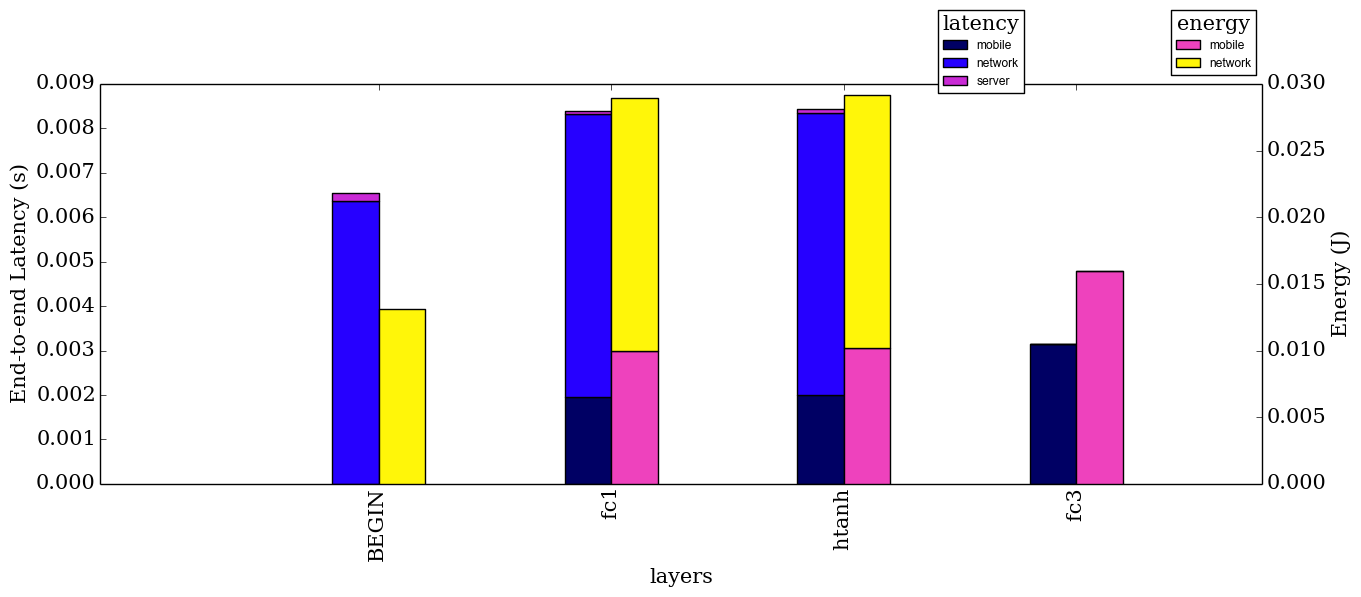 latency
mobile
network
server
energy
mobile
network
0.009
0.008
0.007
0.006
0.005
0.004
0.003
0.002
0.001
0.000
End-to-end Latency (s)
0.030
0.025
0.020
0.015
0.010
0.005
0.000
Energy (J)
BEGIN
fc1
htanh
fc3
layers